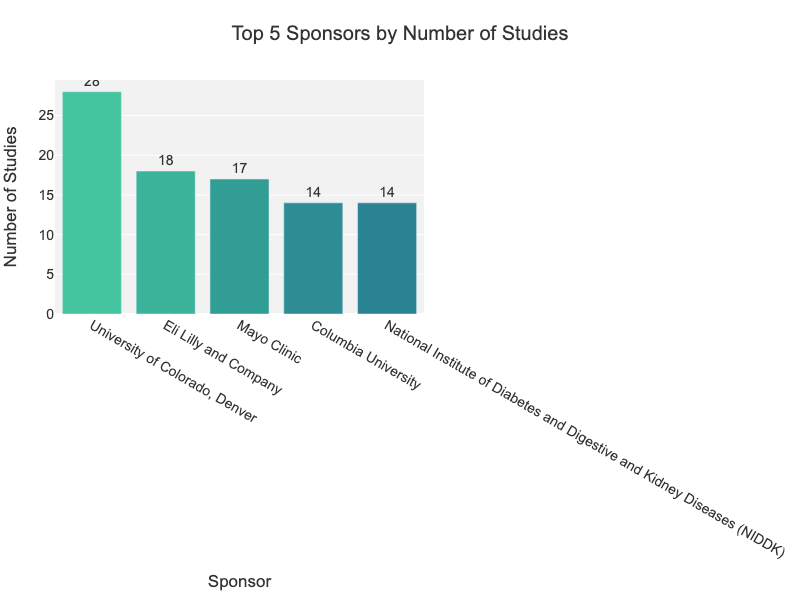 Top 5 Sponsors by Number of Studies
Number of Studies
25
20
15
10
5
0
28
18
17
14
14
University of Colorado, Denver
Eli Lilly and Company
Mayo Clinic
Columbia University
National Institute of Diabetes and Digestive and Kidney Diseases (NIDDK)
Sponsor